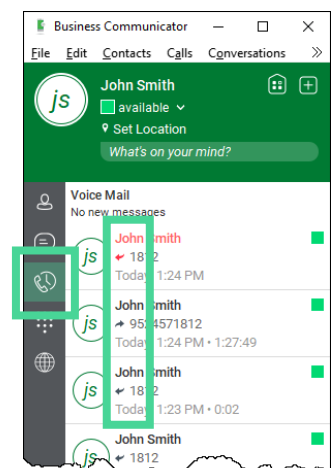 Business Communicator
File Edit Contacts Calls Conversations »
js
John Smith
available
Set Location
What's on your mind?
Voice Mail
No new messages
js
John Smith
1812
Today 1:24 PM
js
John Smith
9524571812
Today 1:24 PM • 1:27:49
js
John Smith
1812
Today 1:23 PM • 0:02
js
John Smith
1812